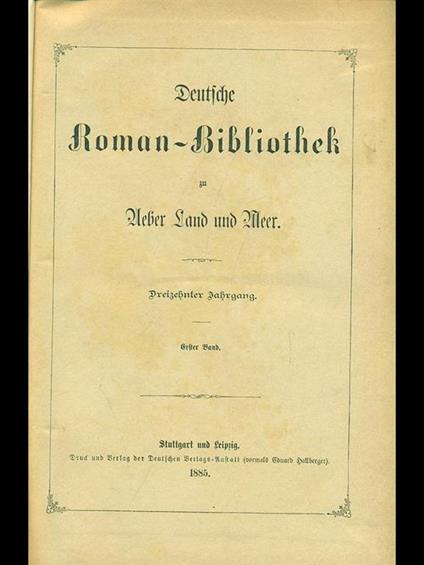 Deutsche
Roman-Bibliothek
zu
Ueber Land und Meer.
Dreizehnter Jahrgang.
Erster Band.
Stuttgart und Leipzig.
Druck und Verlag der Deutschen Verlags-Anstalt (vormals Eduard Hallberger).
1885.